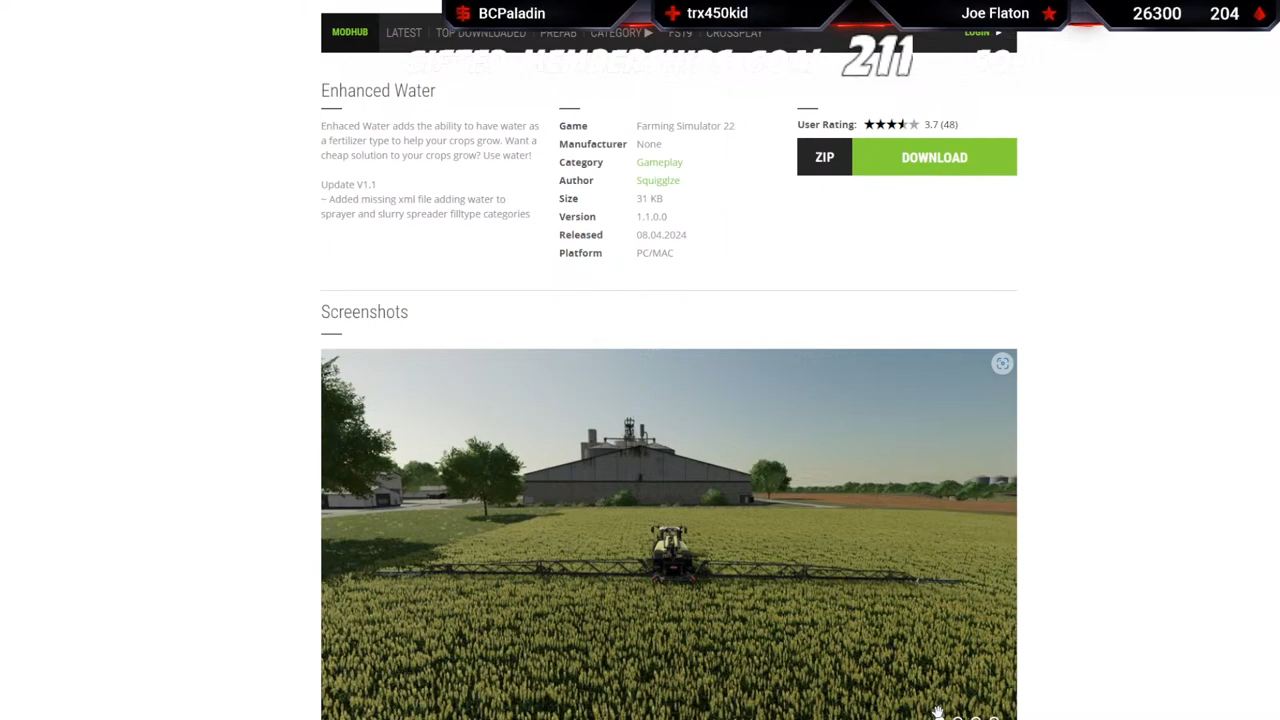 BCPaladin trx450kid Joe Flaton 26300 204
MODHUB LATEST TOP DOWNLOADED PREFAB CATEGORY FS19 CROSSPLAY LOGIN
GIFTED MEMBERSHIPS GOAL 211
Enhanced Water
Enhaced Water adds the ability to have water as
a fertilizer type to help your crops grow. Want a
cheap solution to your crops grow? Use water!
Update V1.1
~ Added missing xml file adding water to
sprayer and slurry spreader filltype categories
Game Farming Simulator 22
Manufacturer None
Category Gameplay
Author Squigglze
Size 31 KB
Version 1.1.0.0
Released 08.04.2024
Platform PC/MAC
User Rating: 3.7 (48)
ZIP DOWNLOAD
Screenshots